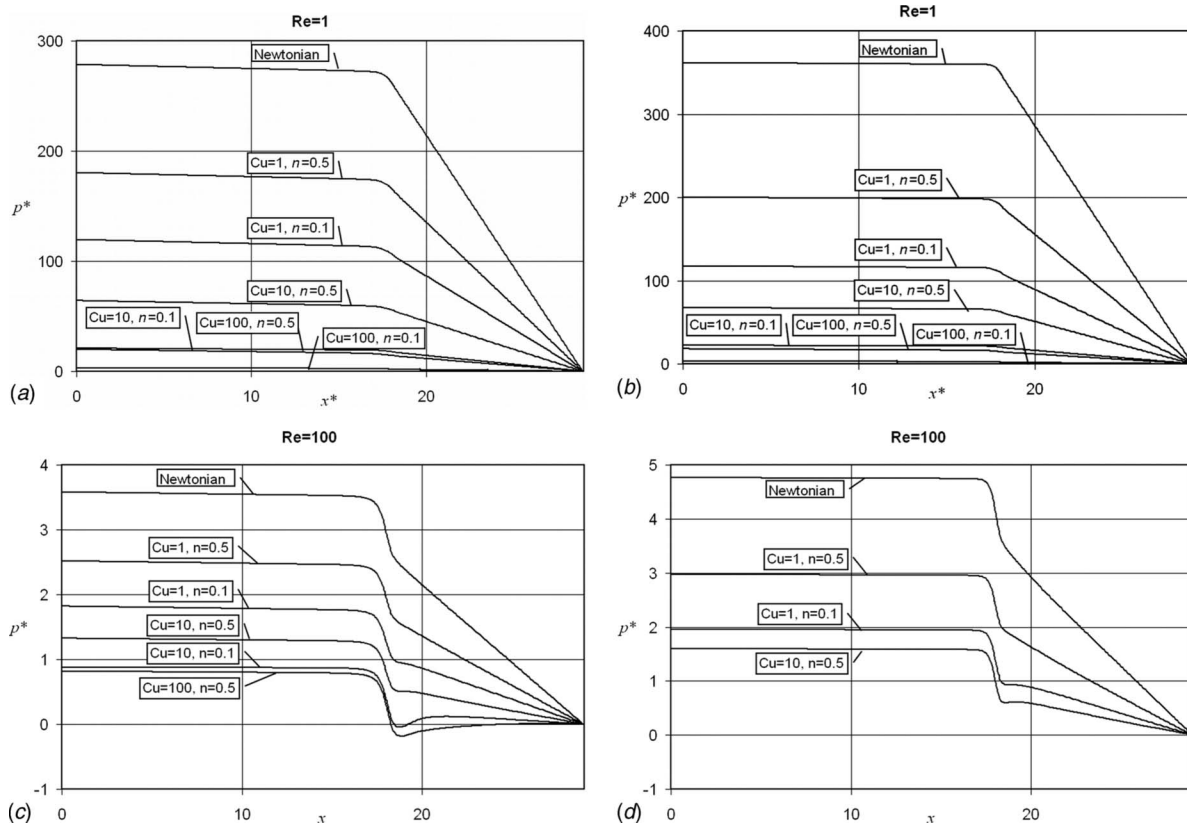 Re=1
300
Newtonian
200
Cu=1, n=0.5
p*
Cu=1, n=0.1
100
Cu=10, n=0.5
Cu=10, n=0.1
Cu=100, n=0.5
Cu=100, n=0.1
0
0
10
20
(a)
x*
Re=1
400
Newtonian
300
Cu=1, n=0.5
p*
200
Cu=1, n=0.1
100
Cu=10, n=0.5
Cu=10, n=0.1
Cu=100, n=0.5
Cu=100, n=0.1
0
0
10
20
(b)
x*
Re=100
4
Newtonian
3
Cu=1, n=0.5
2
Cu=1, n=0.1
p*
Cu=10, n=0.5
1
Cu=10, n=0.1
Cu=100, n=0.5
0
-1
0
10
20
(c)
x
Re=100
5
Newtonian
4
Cu=1, n=0.5
3
Cu=1, n=0.1
p*
2
Cu=10, n=0.5
1
0
-1
0
10
20
(d)
x